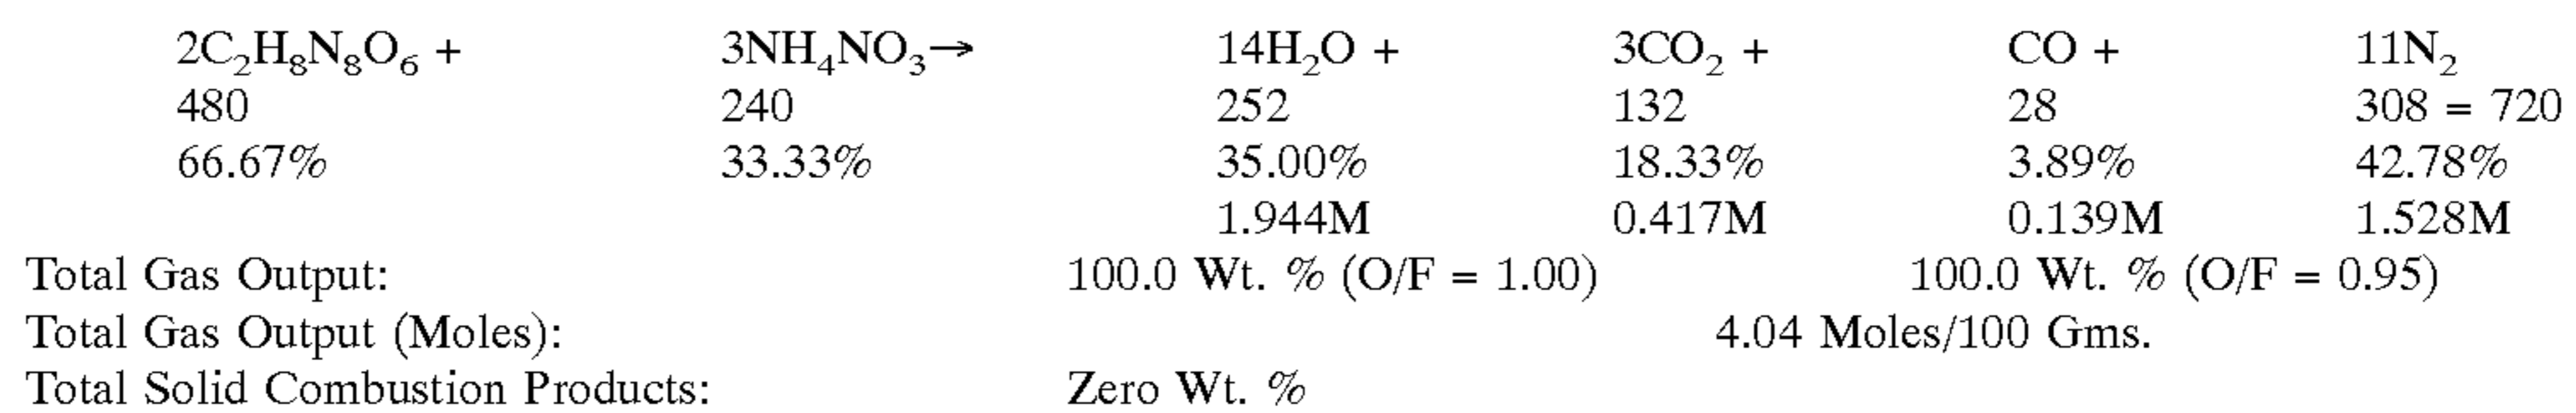 2C₂H₈N₈O₆ + 3NH₄NO₃→ 14H₂O + 3CO₂ + CO + 11N₂
480 240 252 132 28 308 = 720
66.67% 33.33% 35.00% 18.33% 3.89% 42.78%
1.944M 0.417M 0.139M 1.528M
Total Gas Output: 100.0 Wt. % (O/F = 1.00) 100.0 Wt. % (O/F = 0.95)
Total Gas Output (Moles): 4.04 Moles/100 Gms.
Total Solid Combustion Products: Zero Wt. %